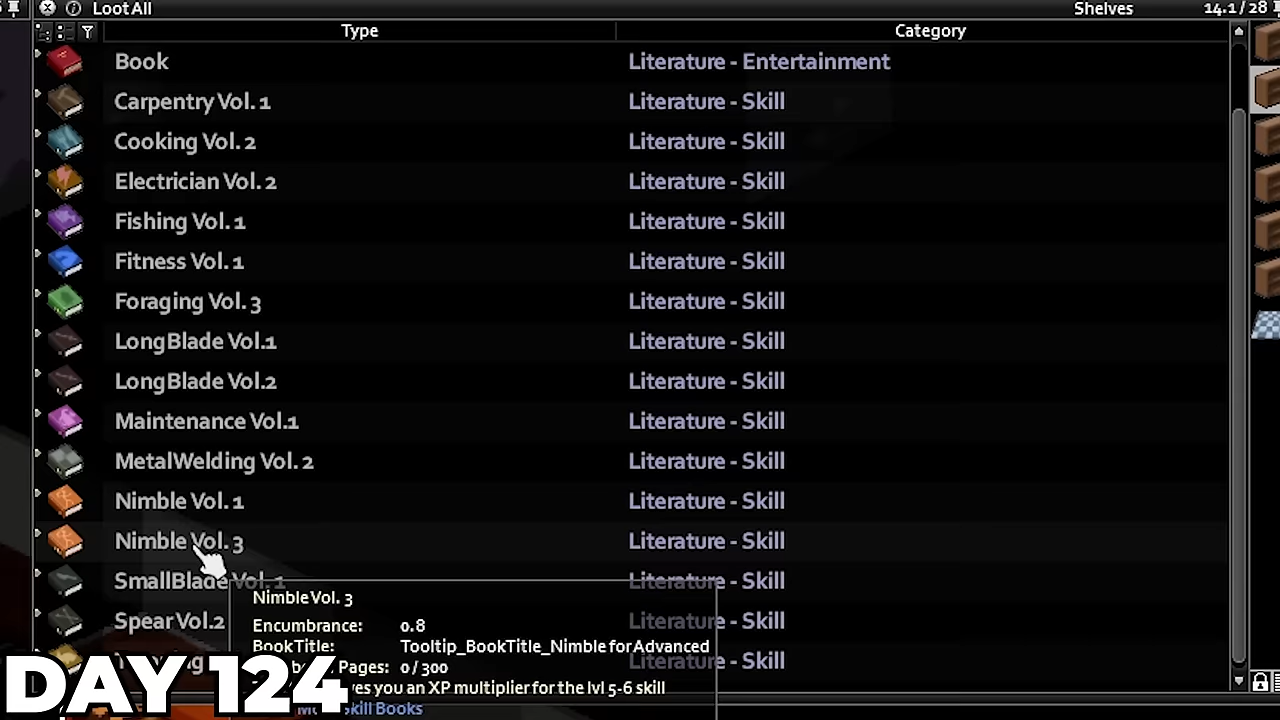 Loot All Shelves 14.1 / 28
Type Category
Book Literature - Entertainment
Carpentry Vol. 1 Literature - Skill
Cooking Vol. 2 Literature - Skill
Electrician Vol. 2 Literature - Skill
Fishing Vol. 1 Literature - Skill
Fitness Vol. 1 Literature - Skill
Foraging Vol. 3 Literature - Skill
LongBlade Vol.1 Literature - Skill
LongBlade Vol.2 Literature - Skill
Maintenance Vol.1 Literature - Skill
MetalWelding Vol. 2 Literature - Skill
Nimble Vol. 1 Literature - Skill
Nimble Vol. 3 Literature - Skill
SmallBlade Vol. 1 Literature - Skill
Nimble Vol. 3
Spear Vol.2 Literature - Skill
Encumbrance: 0.8
BookTitle: Tooltip_BookTitle_Nimble for Advanced
Literature - Skill
Pages: 0 / 300
you an XP multiplier for the lvl 5-6 skill
Skill Books
DAY 124